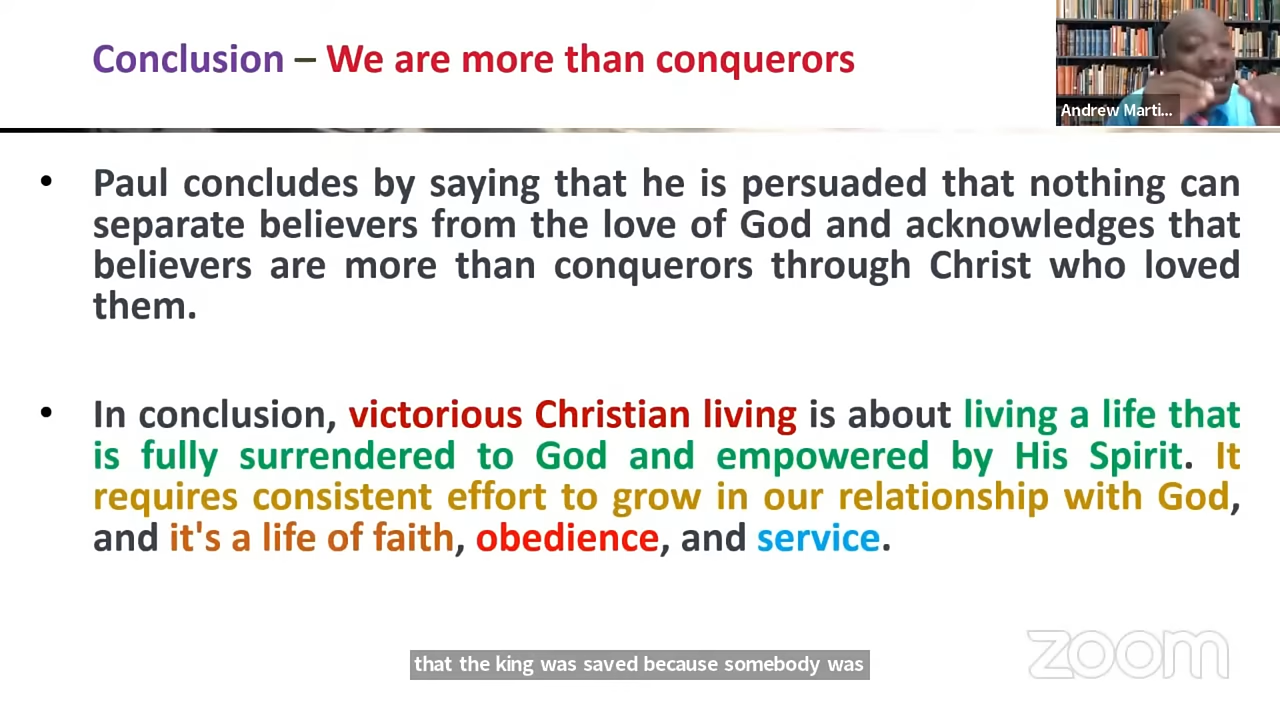 Conclusion – We are more than conquerors
Andrew Marti...
• Paul concludes by saying that he is persuaded that nothing can
separate believers from the love of God and acknowledges that
believers are more than conquerors through Christ who loved
them.
• In conclusion, victorious Christian living is about living a life that
is fully surrendered to God and empowered by His Spirit. It
requires consistent effort to grow in our relationship with God,
and it's a life of faith, obedience, and service.
that the king was saved because somebody was
zoom